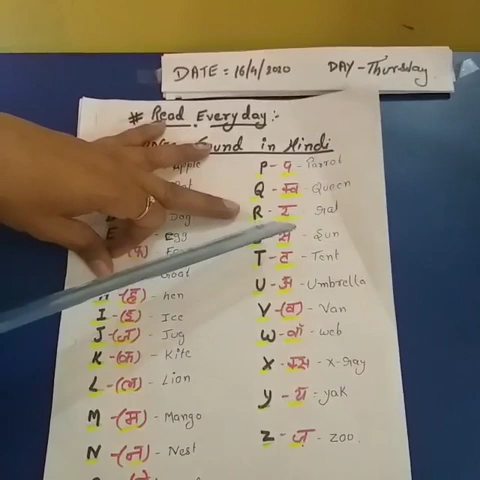 DATE = 16/4/2020 DAY - Thursday
# Read Everyday :-
Sound in Hindi
Apple
P - प - Parrot
Q - क्व - Queen
Dog
R - र - rat
E Egg
स - Sun
Goat
T - ट - Tent
H - (ह) - hen
U - अ - Umbrella
I - (इ) - Ice
V - (व) - Van
J - (ज) - Jug
W - वॉ - web
K - (क) - Kite
X - क्स - x-ray
L - (ल) - Lion
Y - य - yak
M - (म) - Mango
Z - ज़ - zoo.
N - (न) - Nest